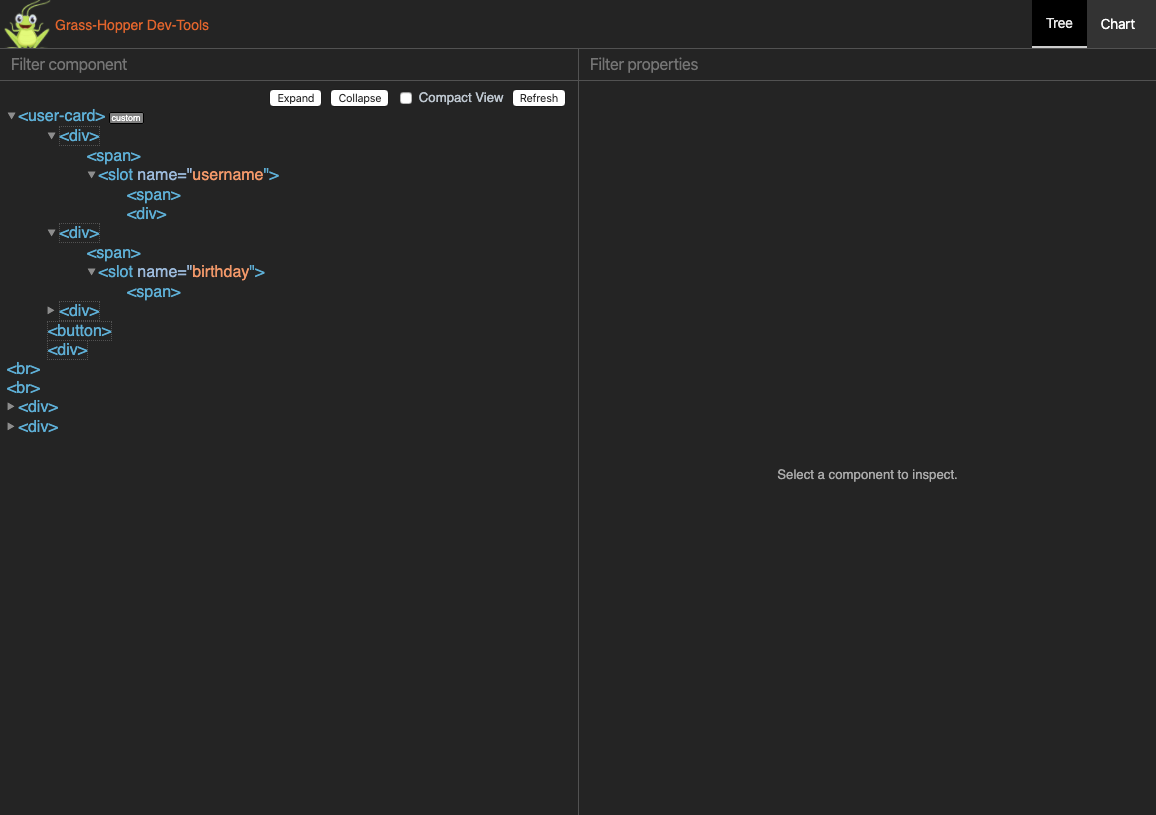 Grass-Hopper Dev-Tools
Tree
Chart
Filter component
Filter properties
Expand
Collapse
Compact View
Refresh
<user-card> custom
<div>
<span>
<slot name="username">
<span>
<div>
<div>
<span>
<slot name="birthday">
<span>
<div>
<button>
<div>
<br>
<br>
<div>
<div>
Select a component to inspect.